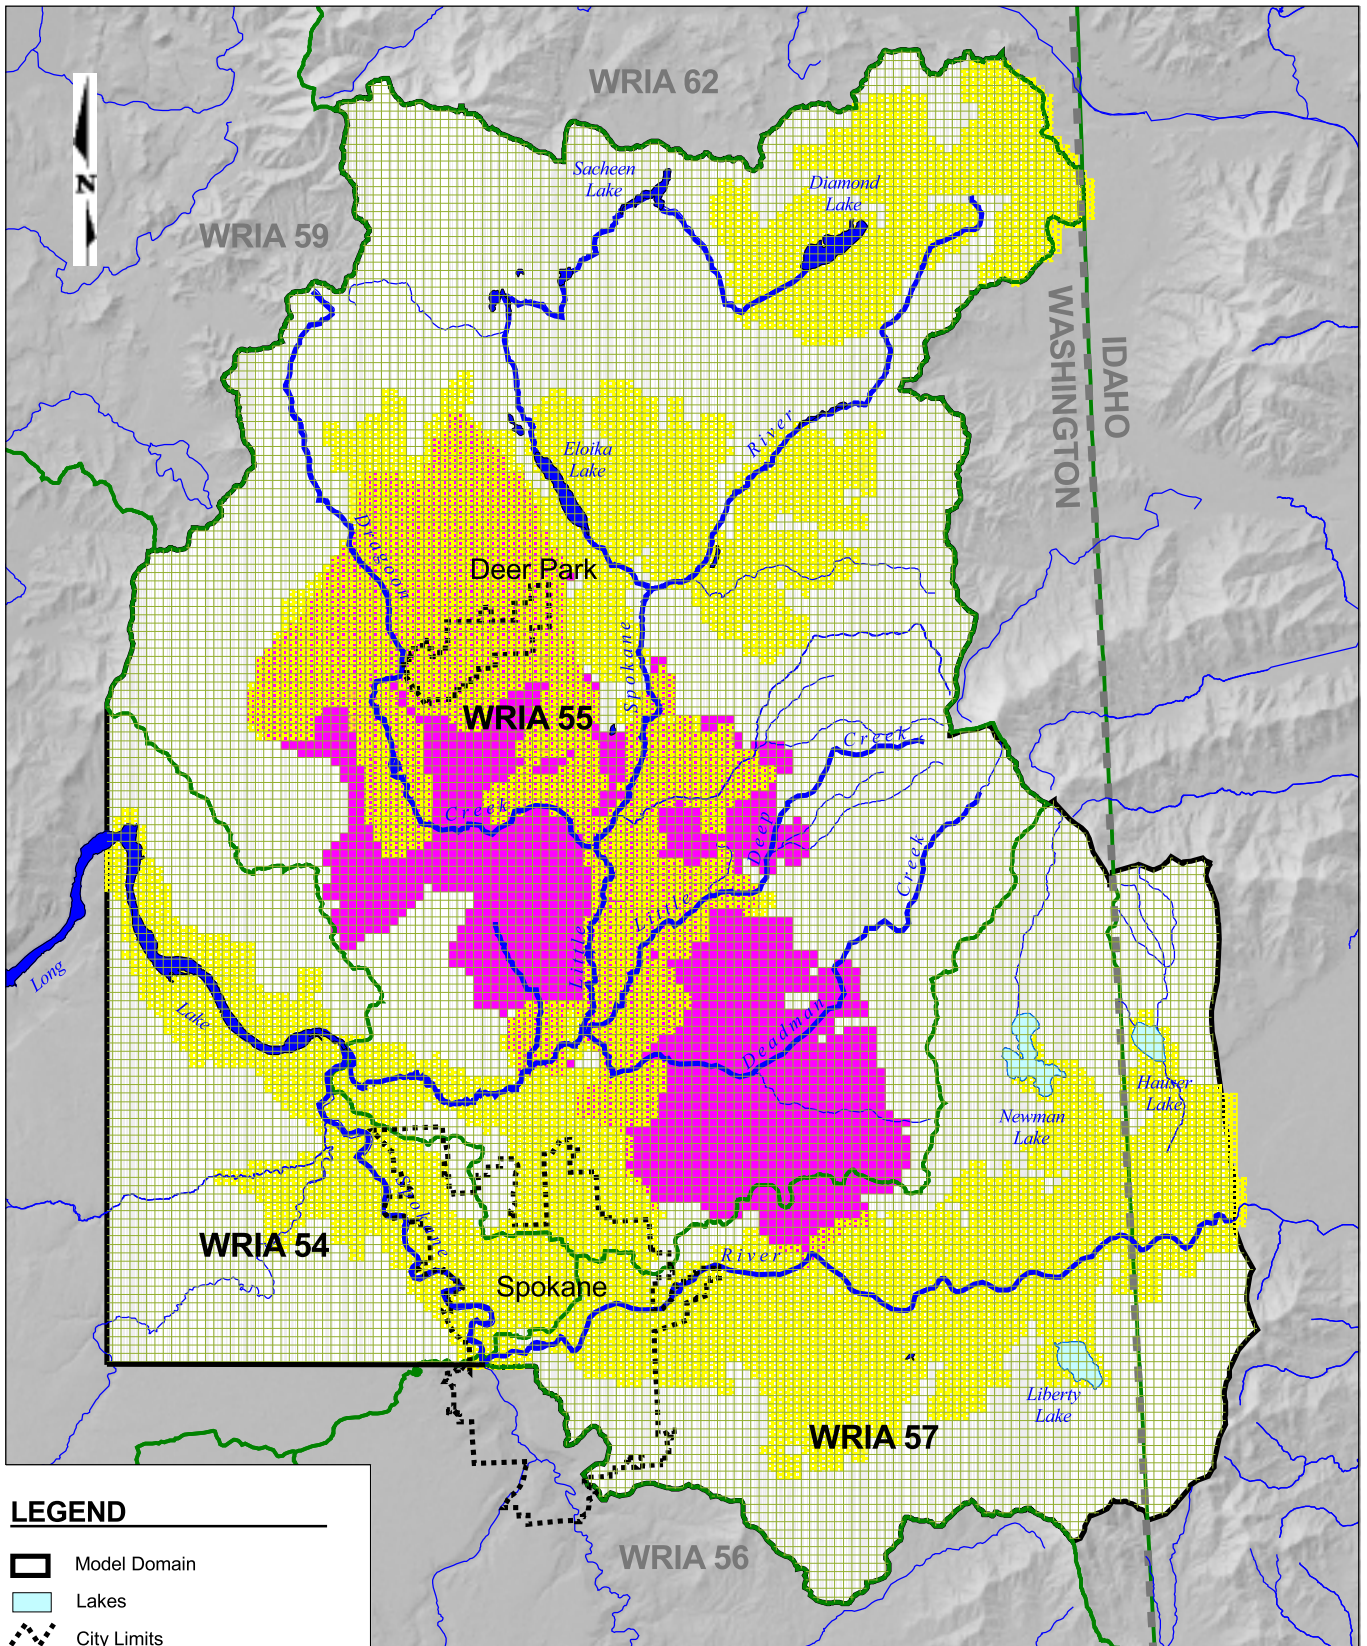 WRIA 62
Sacheen
Lake
Diamond
Lake
N
WRIA 59
WASHINGTON
IDAHO
River
Eloika
Lake
Dragoon
Deer Park
Spokane
WRIA 55
Creek
Creek
Deep
Creek
Little
Little
Long
Lake
Deadman
Hauser
Lake
Newman
Lake
Spokane
WRIA 54
River
Spokane
Liberty
Lake
WRIA 57
WRIA 56
LEGEND
Model Domain
Lakes
City Limits